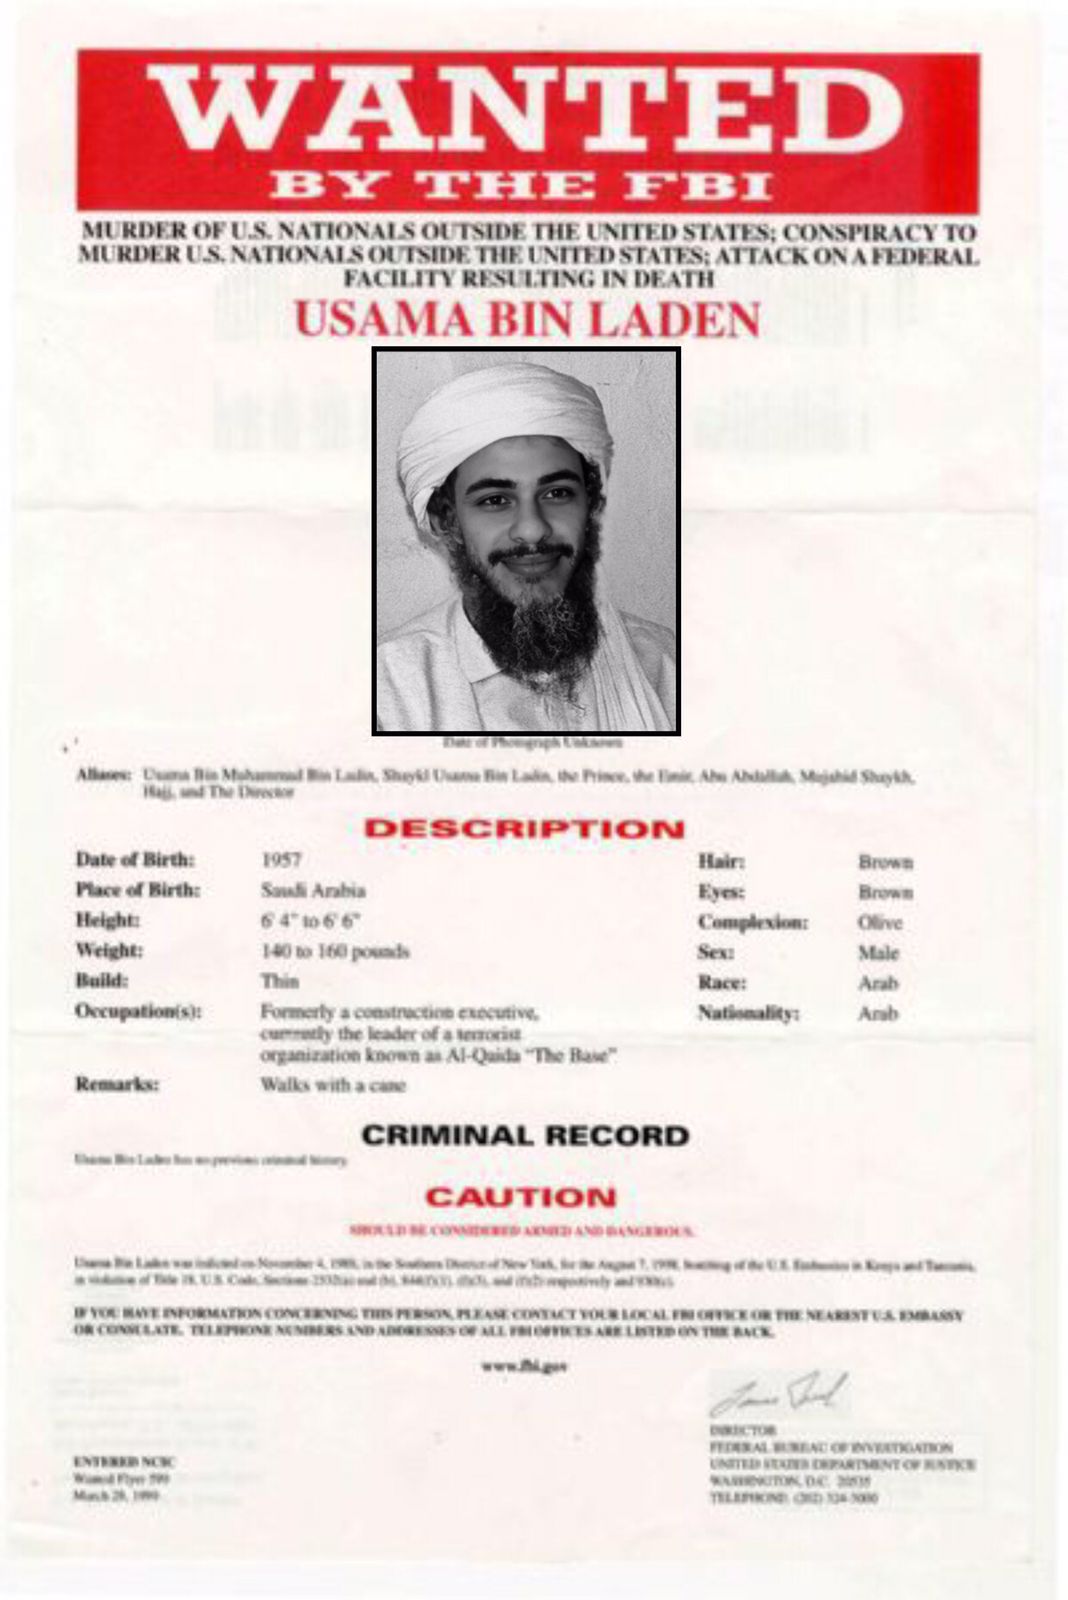 WANTED
BY THE FBI
MURDER OF U.S. NATIONALS OUTSIDE THE UNITED STATES; CONSPIRACY TO
MURDER U.S. NATIONALS OUTSIDE THE UNITED STATES; ATTACK ON A FEDERAL
FACILITY RESULTING IN DEATH
USAMA BIN LADEN
Date of Photograph Unknown
Aliases: Usama Bin Muhammad Bin Ladin, Shaykh Usama Bin Ladin, the Prince, the Emir, Abu Abdallah, Mujahid Shaykh,
Hajj, and The Director
DESCRIPTION
Date of Birth: 1957 Hair: Brown
Place of Birth: Saudi Arabia Eyes: Brown
Height: 6' 4" to 6' 6" Complexion: Olive
Weight: 140 to 160 pounds Sex: Male
Build: Thin Race: Arab
Occupation(s): Formerly a construction executive, Nationality: Arab
currently the leader of a terrorist
organization known as Al-Qaida "The Base"
Remarks: Walks with a cane
CRIMINAL RECORD
Usama Bin Laden has no previous criminal history
CAUTION
SHOULD BE CONSIDERED ARMED AND DANGEROUS.
Usama Bin Laden was indicted on November 4, in the Southern District of New York, for the August 7, 1998, bombing of the U.S. Embassies in Kenya and Tanzania,
in violation of Title 18, U.S. Code, Sections and respectively and
IF YOU HAVE INFORMATION CONCERNING THIS PERSON, PLEASE CONTACT YOUR LOCAL FBI OFFICE OR THE NEAREST U.S. EMBASSY
OR CONSULATE. TELEPHONE NUMBERS AND ADDRESSES OF ALL FBI OFFICES ARE LISTED ON THE BACK.
www.fbi.gov
DIRECTOR
FEDERAL BUREAU OF INVESTIGATION
UNITED STATES DEPARTMENT OF JUSTICE
WASHINGTON, D.C. 20535
TELEPHONE: (202) 324-3000
ENTERED NCIC
Wanted Flyer
March 1999